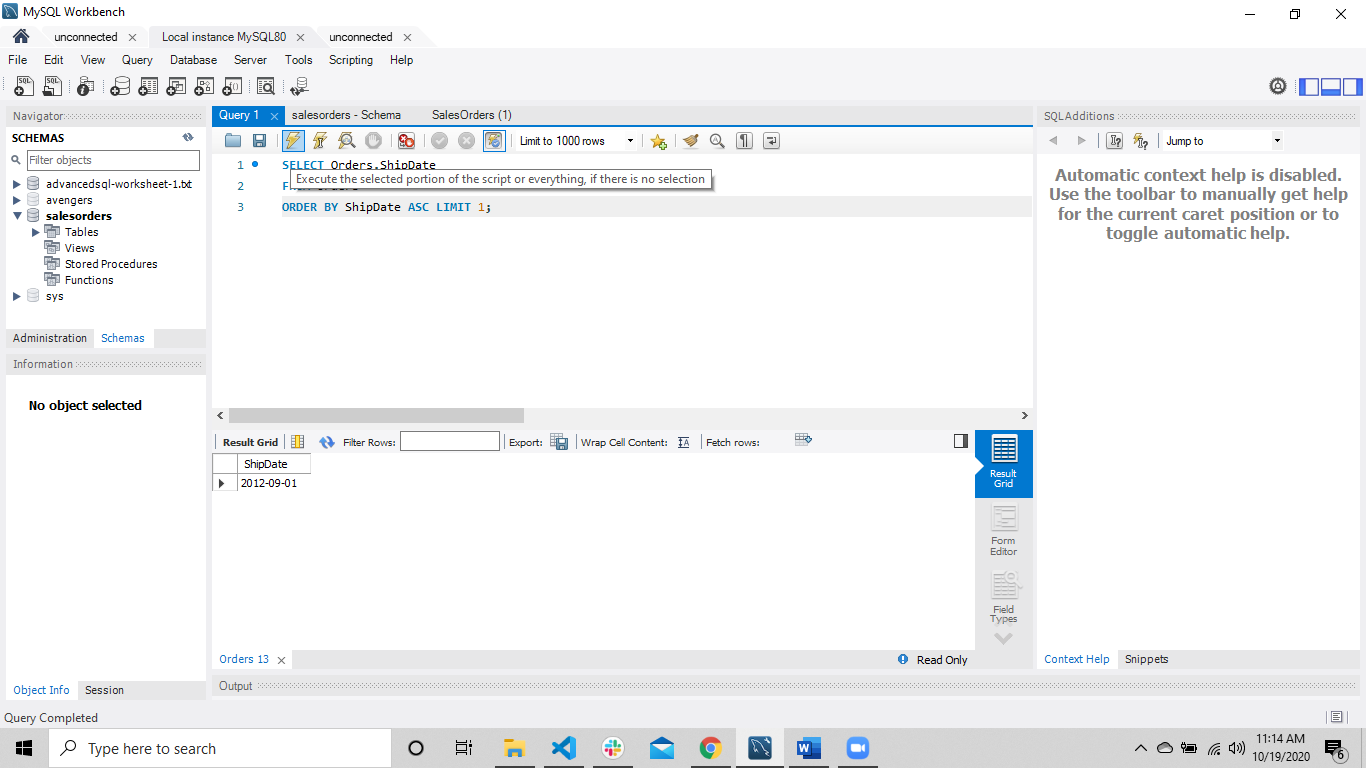 MySQL Workbench
unconnected
Local instance MySQL80
unconnected
File Edit View Query Database Server Tools Scripting Help
Navigator
SCHEMAS
Filter objects
advancedsql-worksheet-1.txt
avengers
salesorders
Tables
Views
Stored Procedures
Functions
sys
Administration Schemas
Information
No object selected
Object Info Session
Query 1
salesorders - Schema
SalesOrders (1)
Limit to 1000 rows
1 SELECT Orders.ShipDate
Execute the selected portion of the script or everything, if there is no selection
2
3 ORDER BY ShipDate ASC LIMIT 1;
Result Grid Filter Rows: Export: Wrap Cell Content: Fetch rows:
ShipDate
2012-09-01
Result
Grid
Form
Editor
Field
Types
Orders 13
Read Only
Output
SQLAdditions
Jump to
Automatic context help is disabled.
Use the toolbar to manually get help
for the current caret position or to
toggle automatic help.
Context Help Snippets
Query Completed
Type here to search
11:14 AM
10/19/2020
6